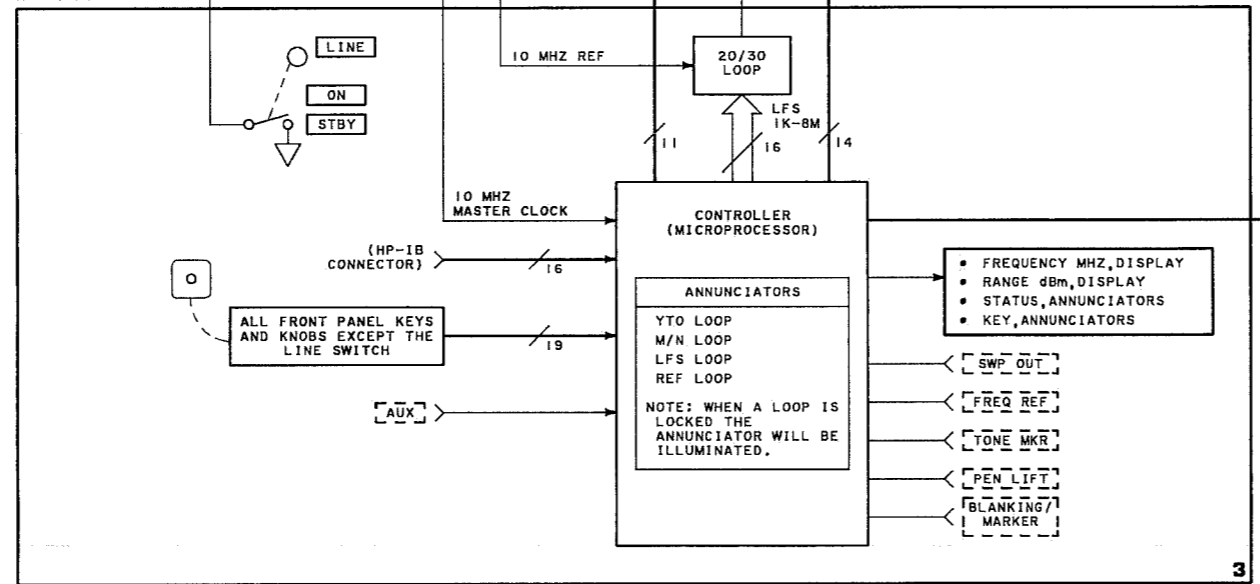 LINE
ON
STBY
10 MHZ REF
20/30
LOOP
LFS
1K-8M
11
16
14
10 MHZ
MASTER CLOCK
(HP-IB
CONNECTOR)
16
ALL FRONT PANEL KEYS
AND KNOBS EXCEPT THE
LINE SWITCH
19
AUX
CONTROLLER
(MICROPROCESSOR)
ANNUNCIATORS
YTO LOOP
M/N LOOP
LFS LOOP
REF LOOP
NOTE: WHEN A LOOP IS
LOCKED THE
ANNUNCIATOR WILL BE
ILLUMINATED.
• FREQUENCY MHZ,DISPLAY
• RANGE dBm,DISPLAY
• STATUS,ANNUNCIATORS
• KEY,ANNUNCIATORS
SWP OUT
FREQ REF
TONE MKR
PEN LIFT
BLANKING/
MARKER
3